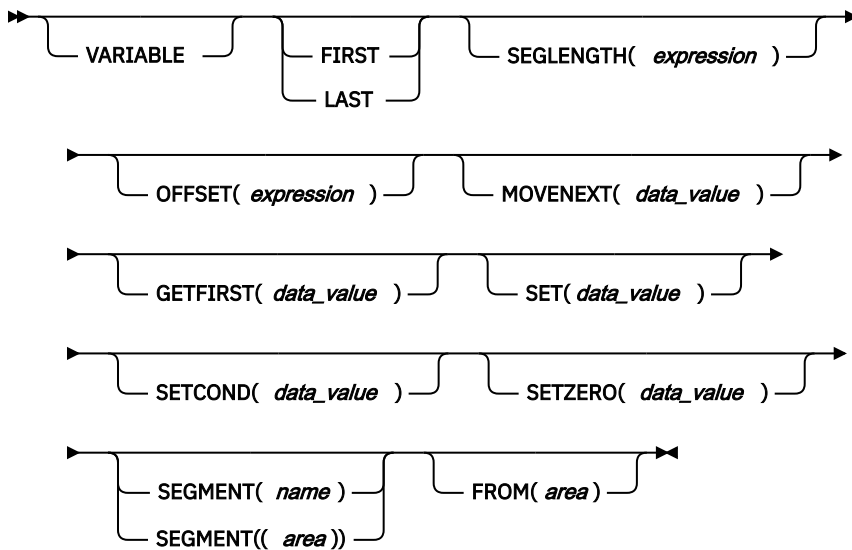 VARIABLE FIRST SEGLENGTH( expression )
LAST
OFFSET( expression ) MOVENEXT( data_value )
GETFIRST( data_value ) SET( data_value )
SETCOND( data_value ) SETZERO( data_value )
SEGMENT( name ) FROM( area )
SEGMENT(( area ))